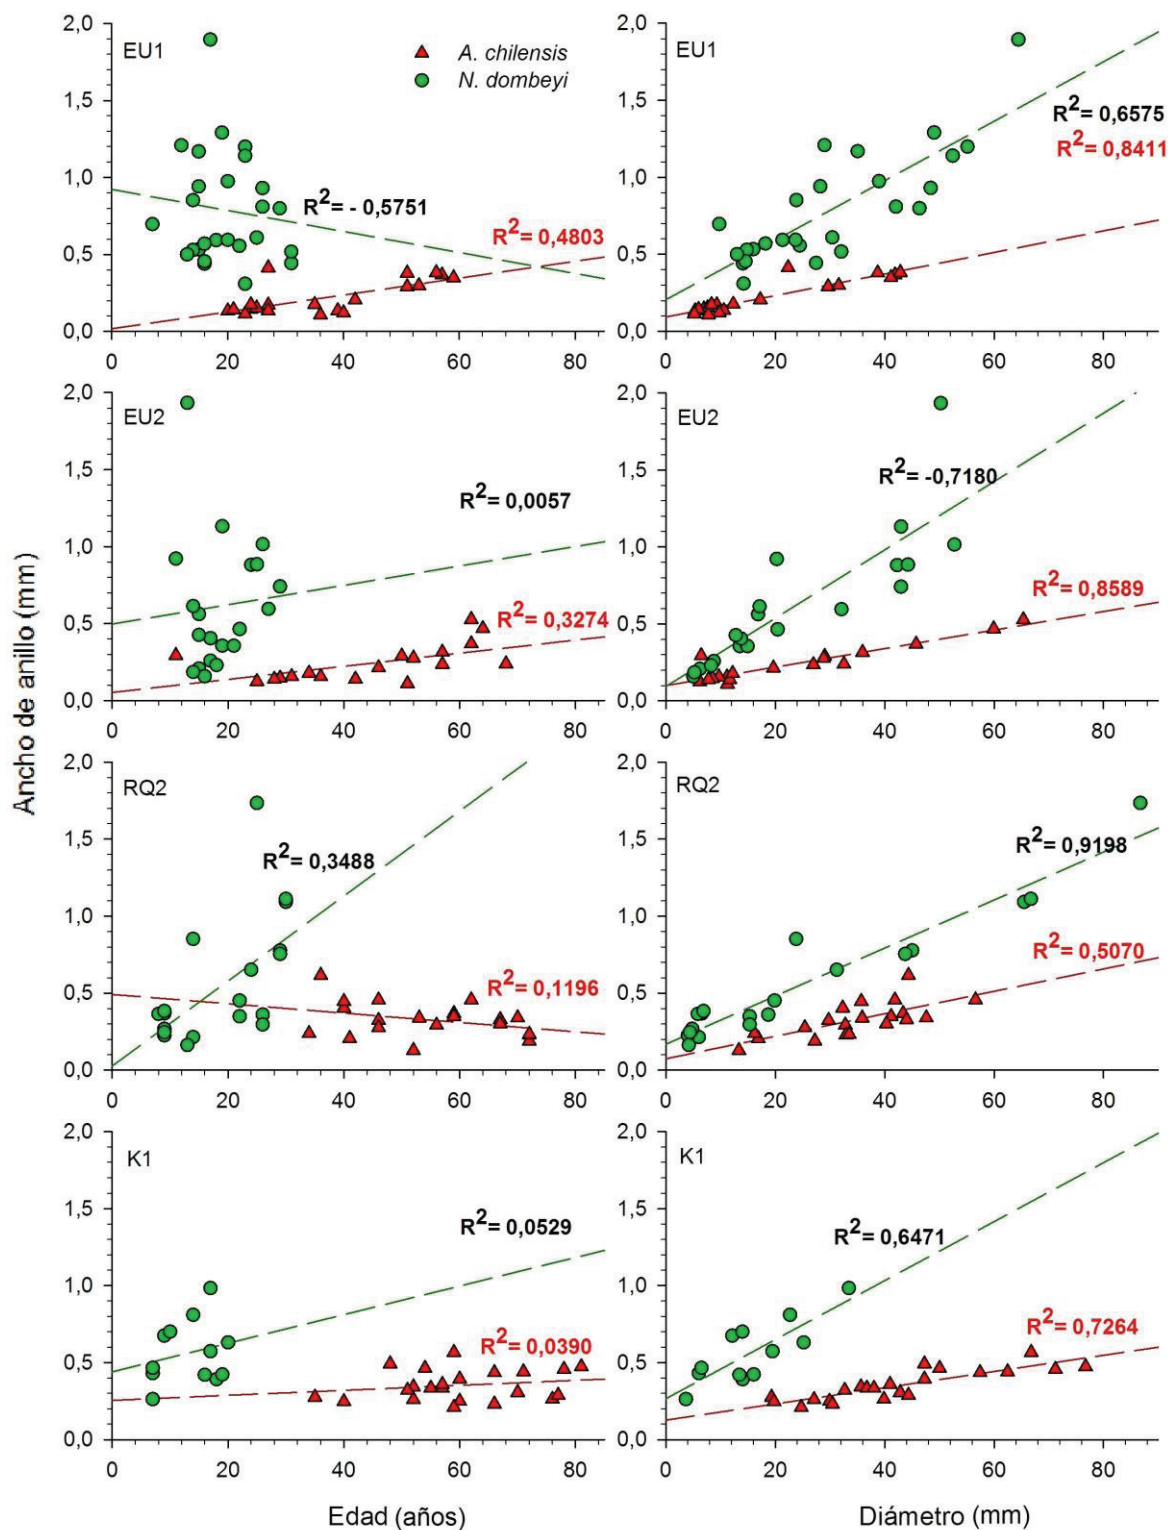 2,0
EU1
A. chilensis
N. dombeyi
1,5
1,0
R2= - 0,5751
R2= 0,4803
0,5
0,0
0 20 40 60 80
2,0
EU1
R2= 0,6575
R2= 0,8411
1,5
1,0
0,5
0,0
0 20 40 60 80
2,0
EU2
1,5
R2= 0,0057
1,0
R2= 0,3274
0,5
0,0
0 20 40 60 80
2,0
EU2
1,5
R2= -0,7180
1,0
R2= 0,8589
0,5
0,0
0 20 40 60 80
Ancho de anillo (mm)
2,0
RQ2
1,5
R2= 0,3488
1,0
R2= 0,1196
0,5
0,0
0 20 40 60 80
2,0
RQ2
1,5
R2= 0,9198
1,0
R2= 0,5070
0,5
0,0
0 20 40 60 80
2,0
K1
1,5
R2= 0,0529
1,0
R2= 0,0390
0,5
0,0
0 20 40 60 80
Edad (años)
2,0
K1
1,5
R2= 0,6471
1,0
R2= 0,7264
0,5
0,0
0 20 40 60 80
Diámetro (mm)